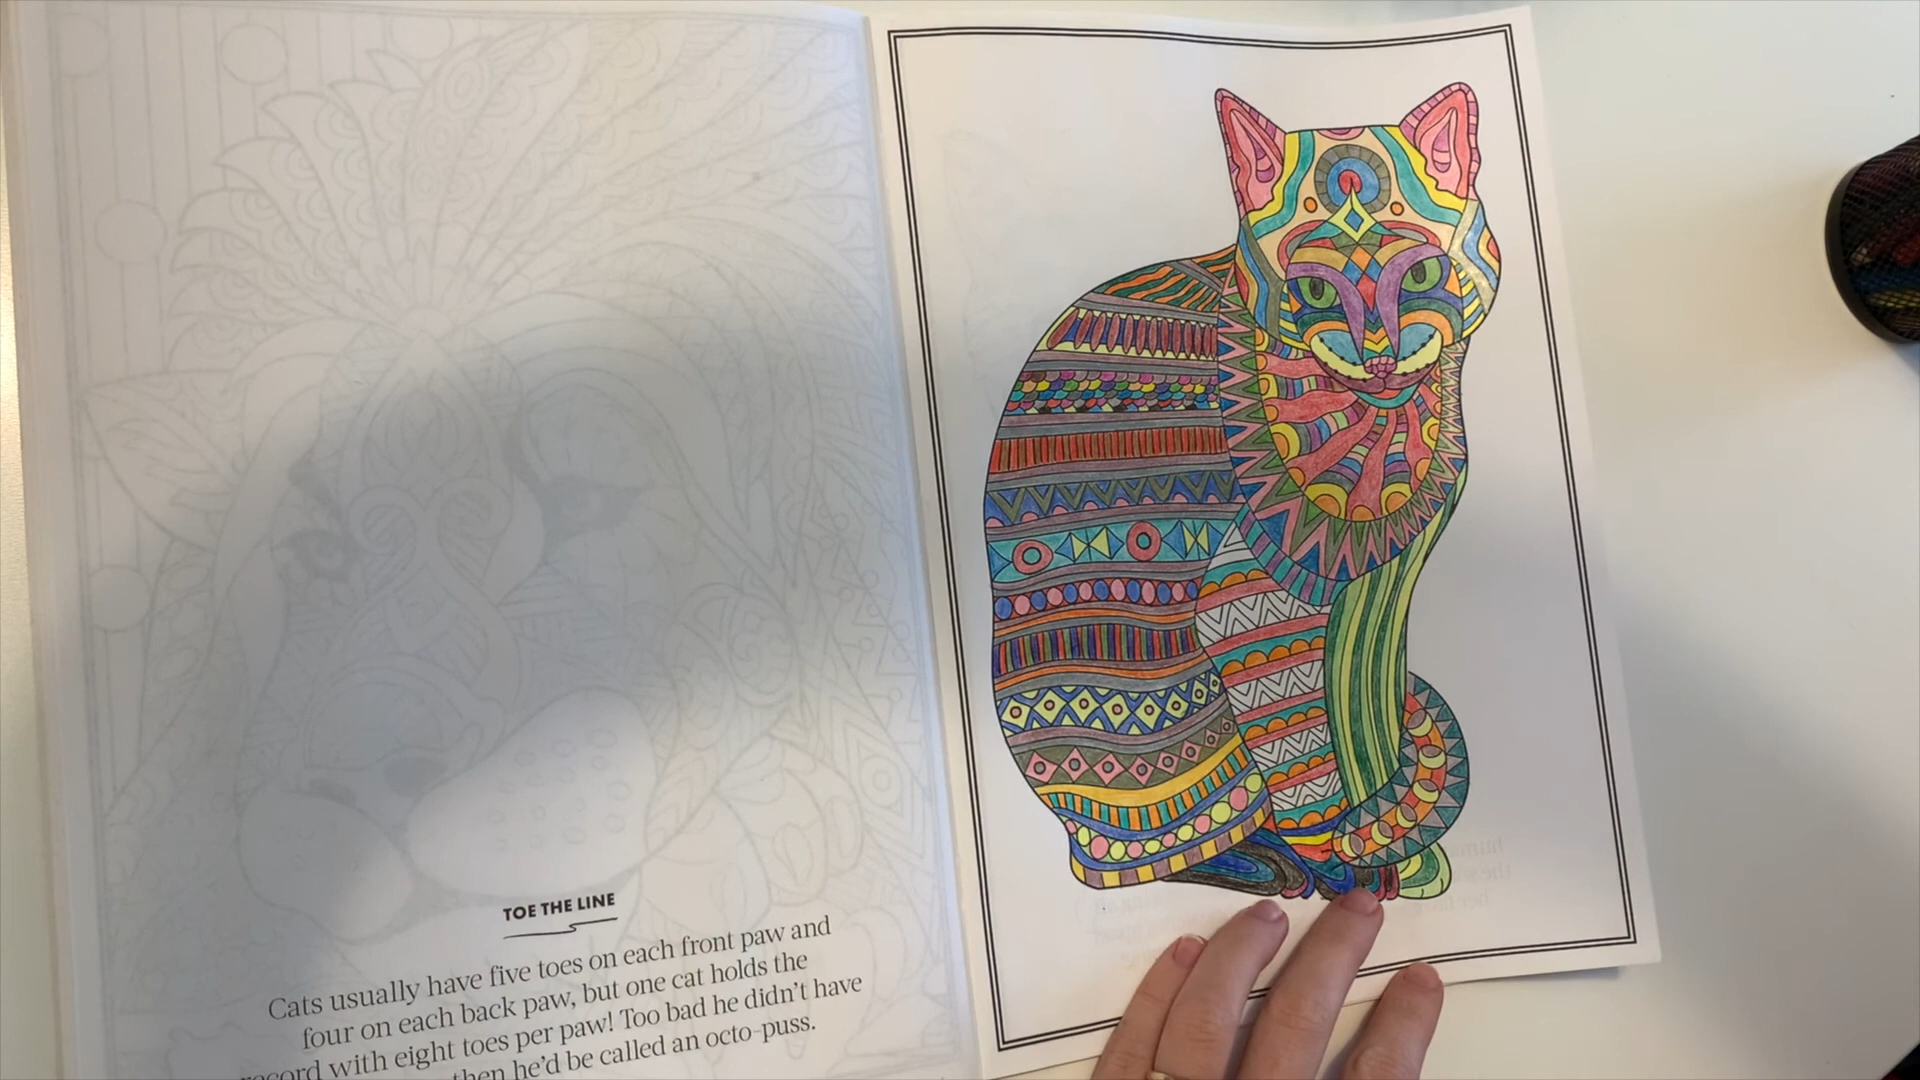 TOE THE LINE
Cats usually have five toes on each front paw and
four on each back paw, but one cat holds the
record with eight toes per paw! Too bad he didn't have
then he'd be called an octo-puss.